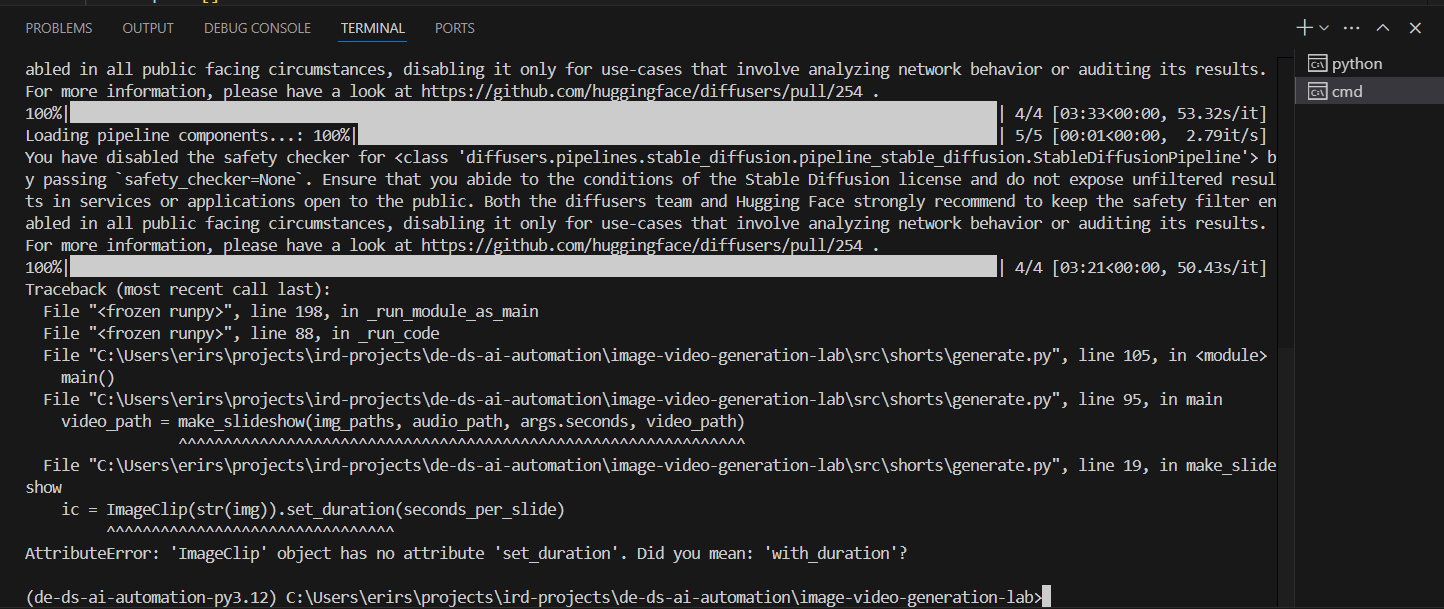 PROBLEMS OUTPUT DEBUG CONSOLE TERMINAL PORTS
abled in all public facing circumstances, disabling it only for use-cases that involve analyzing network behavior or auditing its results.
For more information, please have a look at https://github.com/huggingface/diffusers/pull/254 .
100%| | 4/4 [03:33<00:00, 53.32s/it]
Loading pipeline components...: 100%| | 5/5 [00:01<00:00,  2.79it/s]
You have disabled the safety checker for <class 'diffusers.pipelines.stable_diffusion.pipeline_stable_diffusion.StableDiffusionPipeline'> b
y passing `safety_checker=None`. Ensure that you abide to the conditions of the Stable Diffusion license and do not expose unfiltered resul
ts in services or applications open to the public. Both the diffusers team and Hugging Face strongly recommend to keep the safety filter en
abled in all public facing circumstances, disabling it only for use-cases that involve analyzing network behavior or auditing its results.
For more information, please have a look at https://github.com/huggingface/diffusers/pull/254 .
100%| | 4/4 [03:21<00:00, 50.43s/it]
Traceback (most recent call last):
  File "<frozen runpy>", line 198, in _run_module_as_main
  File "<frozen runpy>", line 88, in _run_code
  File "C:\Users\erirs\projects\ird-projects\de-ds-ai-automation\image-video-generation-lab\src\shorts\generate.py", line 105, in <module>
    main()
  File "C:\Users\erirs\projects\ird-projects\de-ds-ai-automation\image-video-generation-lab\src\shorts\generate.py", line 95, in main
    video_path = make_slideshow(img_paths, audio_path, args.seconds, video_path)
                 ^^^^^^^^^^^^^^^^^^^^^^^^^^^^^^^^^^^^^^^^^^^^^^^^^^^^^^^^^^^^^^^
  File "C:\Users\erirs\projects\ird-projects\de-ds-ai-automation\image-video-generation-lab\src\shorts\generate.py", line 19, in make_slide
show
    ic = ImageClip(str(img)).set_duration(seconds_per_slide)
         ^^^^^^^^^^^^^^^^^^^^^^^^^^^^^^^^
AttributeError: 'ImageClip' object has no attribute 'set_duration'. Did you mean: 'with_duration'?
(de-ds-ai-automation-py3.12) C:\Users\erirs\projects\ird-projects\de-ds-ai-automation\image-video-generation-lab>
python
cmd